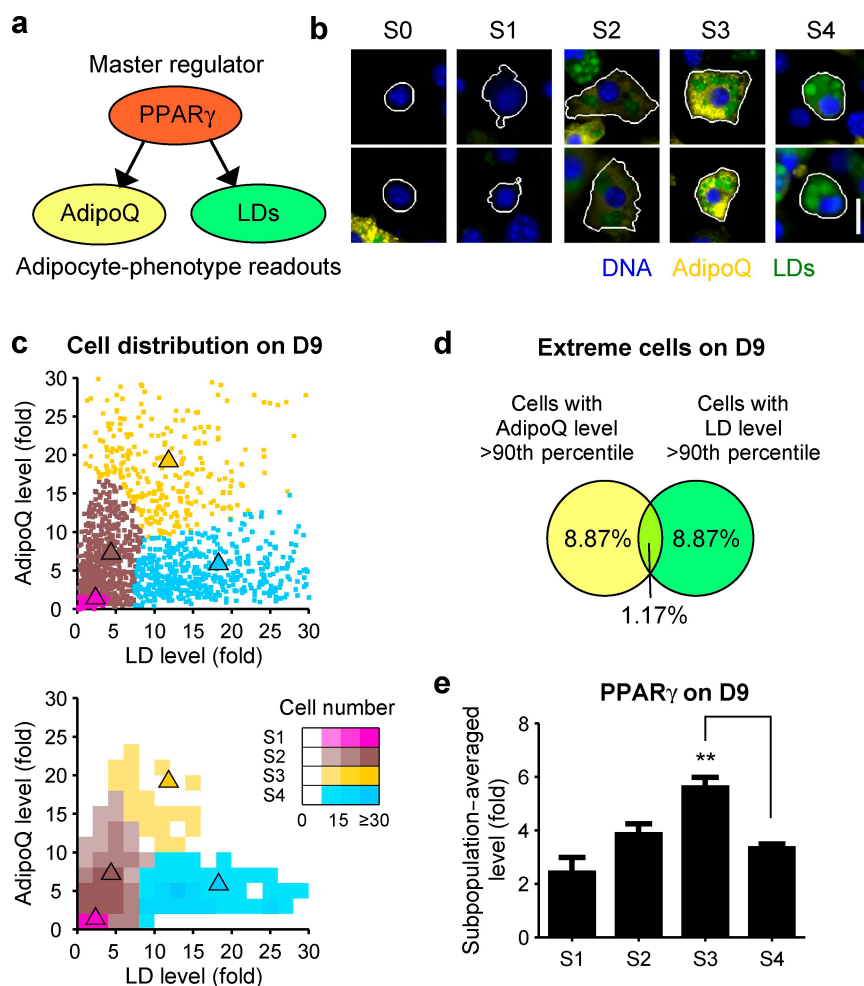 a
Master regulator
PPARγ
AdipoQ
LDs
Adipocyte-phenotype readouts
b
S0 S1 S2 S3 S4
DNA AdipoQ LDs
c
Cell distribution on D9
30
25
20
15
10
5
0
AdipoQ level (fold)
0 5 10 15 20 25 30
LD level (fold)
30
25
20
15
10
5
0
AdipoQ level (fold)
Cell number
S1
S2
S3
S4
0 15 ≥30
0 5 10 15 20 25 30
LD level (fold)
d
Extreme cells on D9
Cells with
AdipoQ level
>90th percentile
Cells with
LD level
>90th percentile
8.87% 8.87%
1.17%
e
PPARγ on D9
Subpopulation−averaged
level (fold)
8
6
4
2
0
**
S1 S2 S3 S4